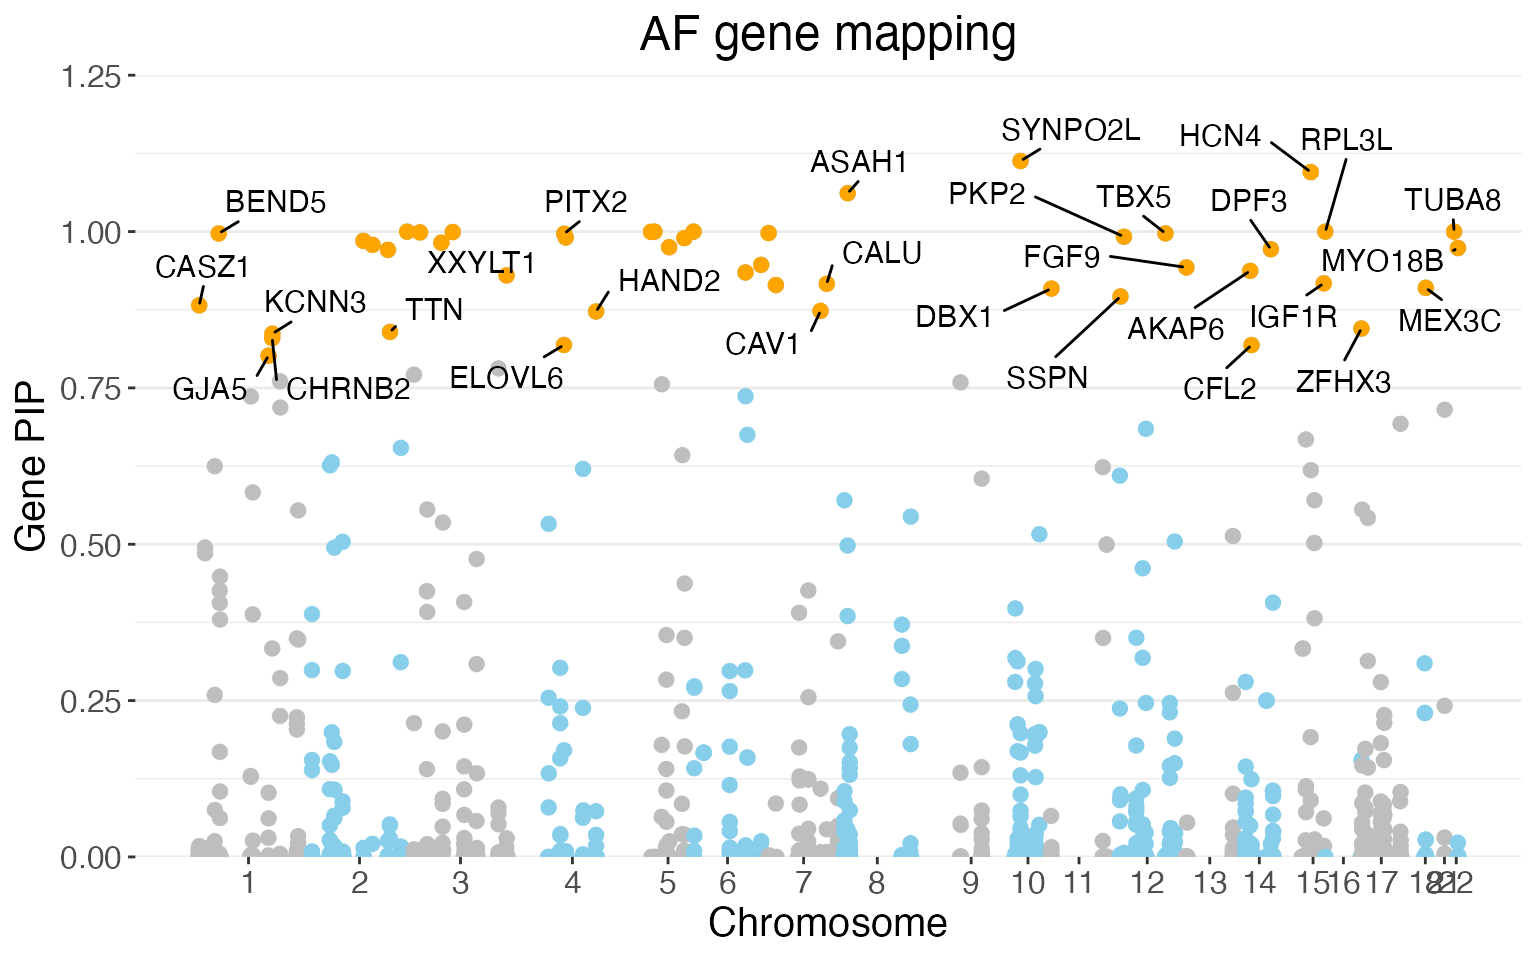 AF gene mapping
1.25
SYNPO2L
HCN4
RPL3L
ASAH1
BEND5
PITX2
PKP2
TBX5
DPF3
TUBA8
1.00
CASZ1
XXYLT1
CALU
FGF9
MYO18B
HAND2
KCNN3
TTN
DBX1
AKAP6
IGF1R
MEX3C
CAV1
GJA5
CHRNB2
ELOVL6
SSPN
CFL2
ZFHX3
0.75
Gene PIP
0.50
0.25
0.00
1 2 3 4 5 6 7 8 9 10 11 12 13 14 15 16 17 18 22
Chromosome